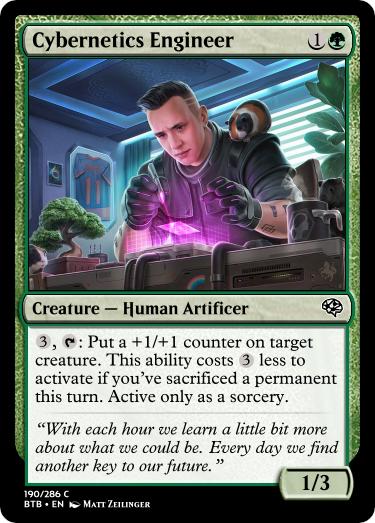 Cybernetics Engineer 1
Creature — Human Artificer
3, : Put a +1/+1 counter on target
creature. This ability costs 3 less to
activate if you've sacrificed a permanent
this turn. Active only as a sorcery.
“With each hour we learn a little bit more
about what we could be. Every day we find
another key to our future.”
1/3
190/286 C
BTB • EN Matt Zeilinger